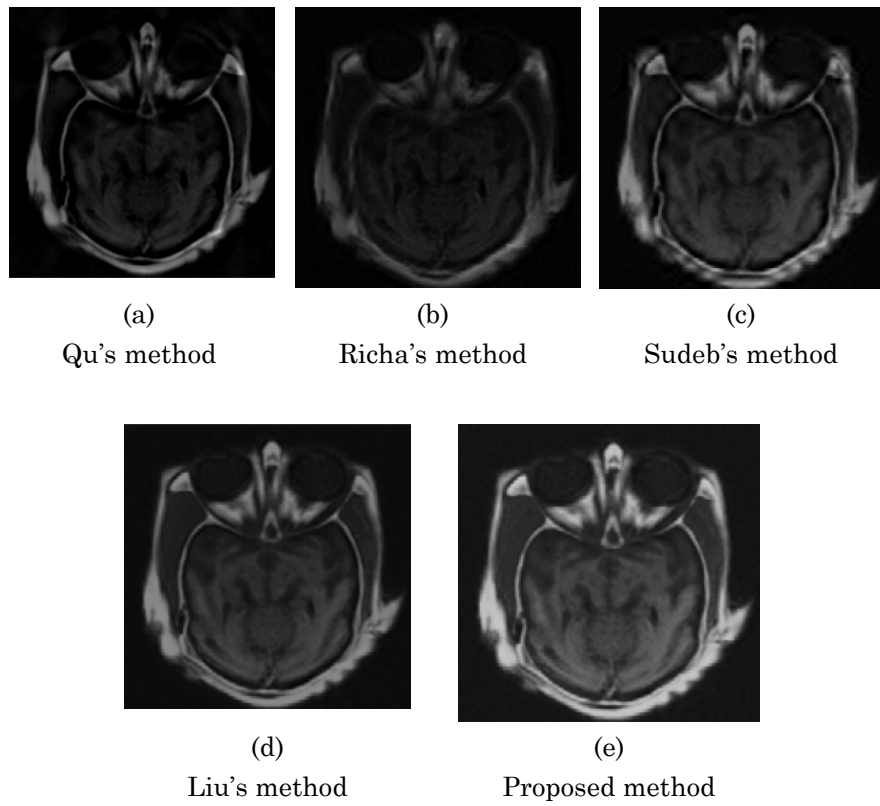 (a)
Qu's method
(b)
Richa's method
(c)
Sudeb's method
(d)
Liu's method
(e)
Proposed method